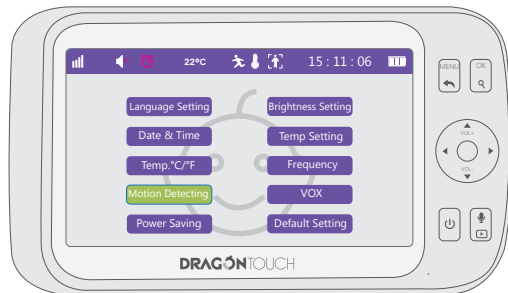 22°C 15 : 11 : 06
Language Setting
Brightness Setting
Date & Time
Temp Setting
Temp.°C/°F
Frequency
Motion Detecting
VOX
Power Saving
Default Setting
DRAGONTOUCH
MENU
OK
VOL+
VOL-